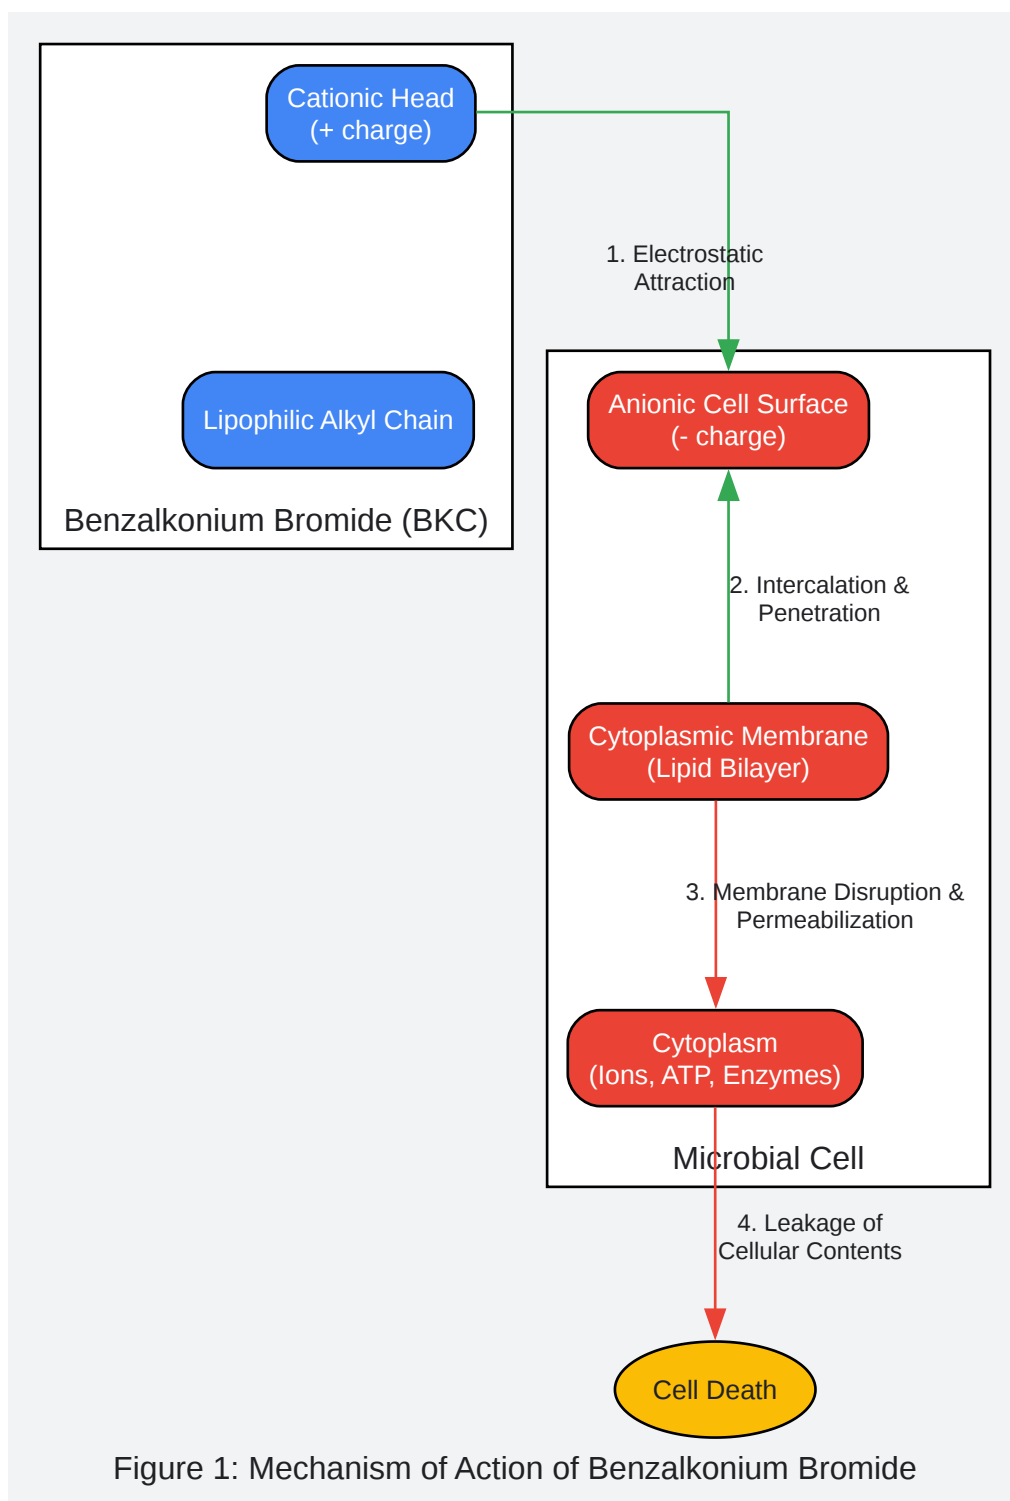 Cationic Head
(+ charge)
1. Electrostatic
Attraction
Lipophilic Alkyl Chain
Benzalkonium Bromide (BKC)
Anionic Cell Surface
(- charge)
2. Intercalation &
Penetration
Cytoplasmic Membrane
(Lipid Bilayer)
3. Membrane Disruption &
Permeabilization
Cytoplasm
(Ions, ATP, Enzymes)
Microbial Cell
4. Leakage of
Cellular Contents
Cell Death
Figure 1: Mechanism of Action of Benzalkonium Bromide